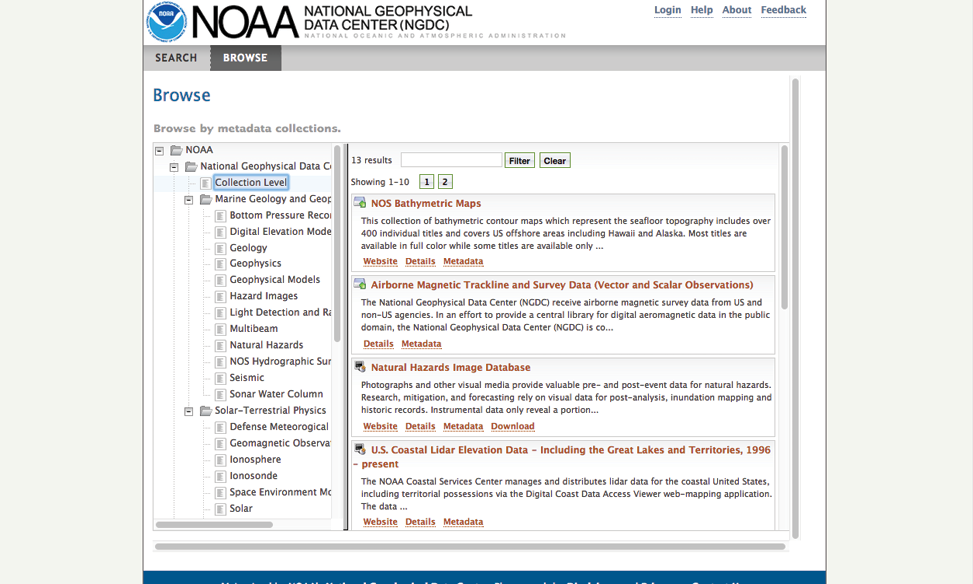 NOAA
NOAA
NATIONAL GEOPHYSICAL
DATA CENTER (NGDC)
NATIONAL OCEANIC AND ATMOSPHERIC ADMINISTRATION
Login Help About Feedback
SEARCH BROWSE
Browse
Browse by metadata collections.
NOAA
National Geophysical Data
Collection Level
Marine Geology and
Bottom Pressure
Digital Elevation
Geology
Geophysics
Geophysical Models
Hazard Images
Light Detection and
Multibeam
Natural Hazards
NOS Hydrographic
Seismic
Sonar Water Column
Solar-Terrestrial Physics
Defense Meteorogical
Geomagnetic
Ionosphere
Ionosonde
Space Environment
Solar
13 results Filter Clear
Showing 1-10 1 2
NOS Bathymetric Maps
This collection of bathymetric contour maps which represent the seafloor topography includes over
400 individual titles and covers US offshore areas including Hawaii and Alaska. Most titles are
available in full color while some titles are available only ...
Website Details Metadata
Airborne Magnetic Trackline and Survey Data (Vector and Scalar Observations)
The National Geophysical Data Center (NGDC) receive airborne magnetic survey data from US and
non-US agencies. In an effort to provide a central library for digital aeromagnetic data in the public
domain, the National Geophysical Data Center (NGDC) is co...
Details Metadata
Natural Hazards Image Database
Photographs and other visual media provide valuable pre- and post-event data for natural hazards.
Research, mitigation, and forecasting rely on visual data for post-analysis, inundation mapping and
historic records. Instrumental data only reveal a portion...
Website Details Metadata Download
U.S. Coastal Lidar Elevation Data - Including the Great Lakes and Territories, 1996
- present
The NOAA Coastal Services Center manages and distributes lidar data for the coastal United States,
including territorial possessions via the Digital Coast Data Access Viewer web-mapping application.
The data ...
Website Details Metadata